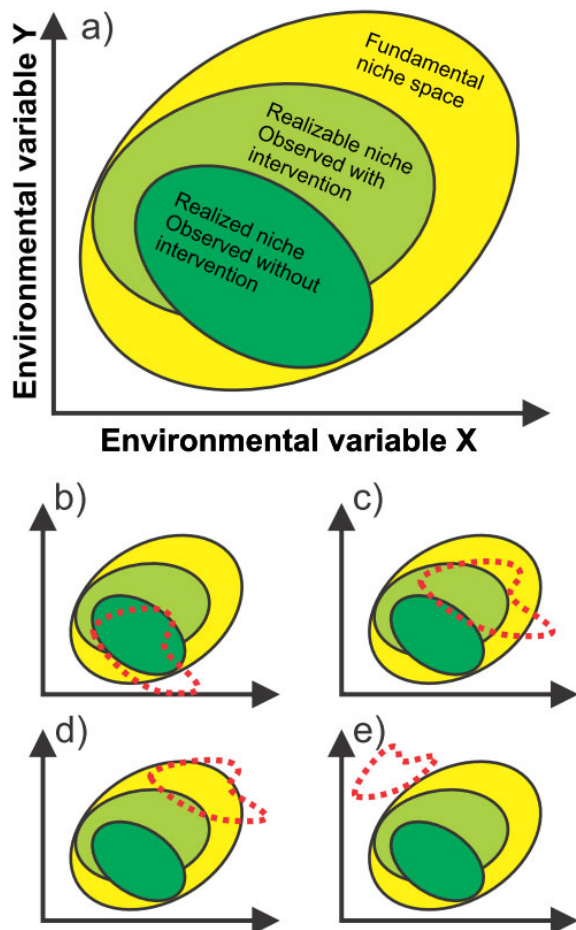 a)
Environmental variable Y
Fundamental
niche space
Realizable niche
Observed with
intervention
Realized niche
Observed without
intervention
Environmental variable X
b)
c)
d)
e)